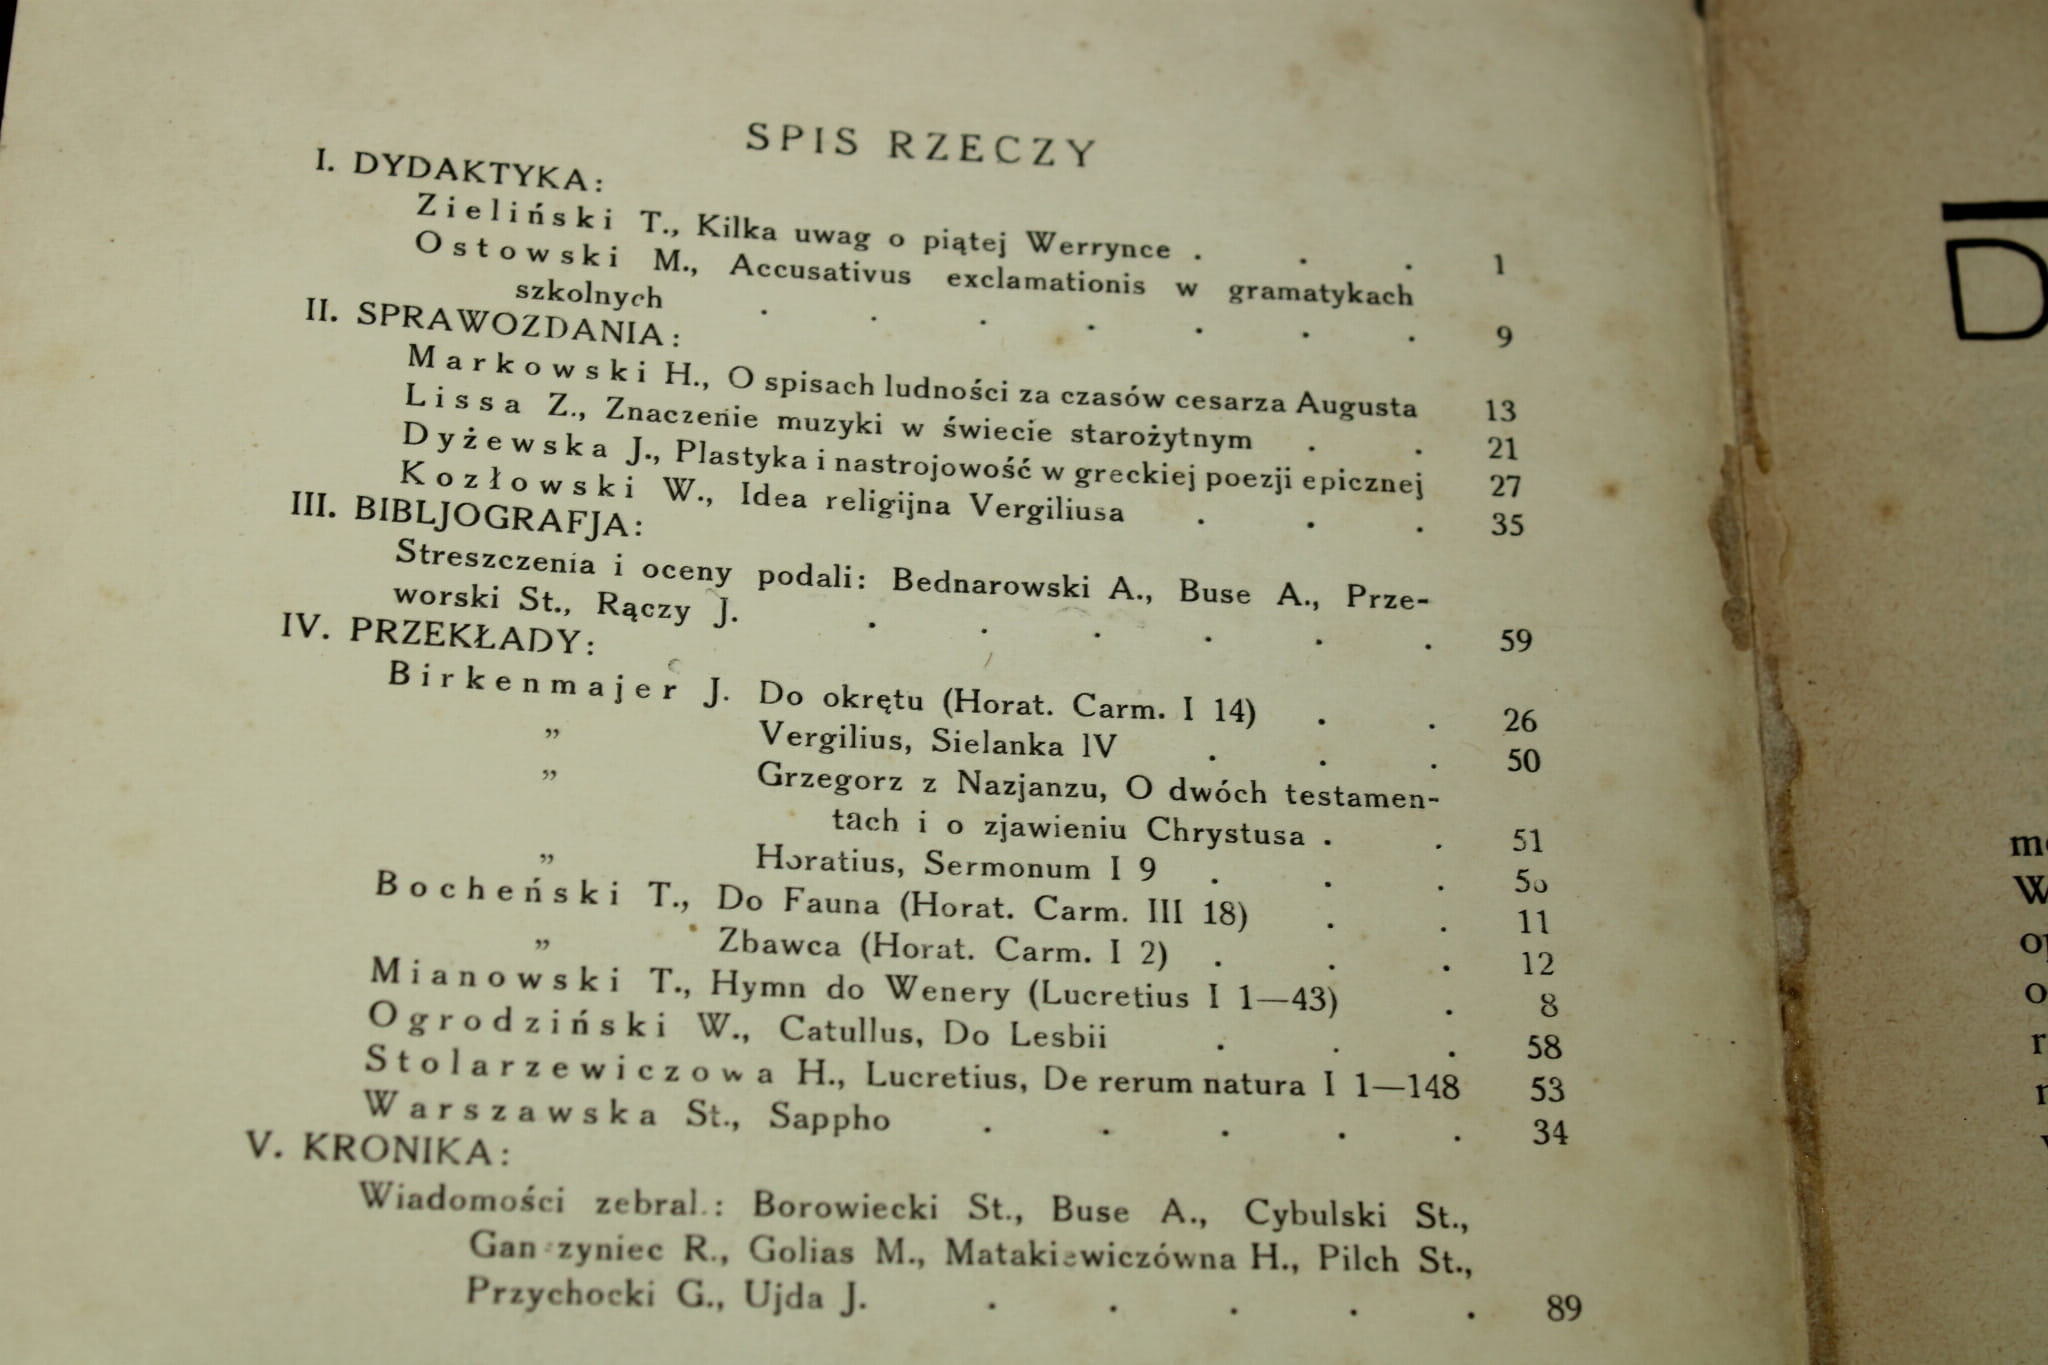 SPIS RZECZY
I. DYDAKTYKA:
Zieliński T., Kilka uwag o piątej Werrynce . . . 1
Ostowski M., Accusativus exclamationis w gramatykach
szkolnych . . . . . . . 9
II. SPRAWOZDANIA:
Markowski H., O spisach ludności za czasów cesarza Augusta 13
Lissa Z., Znaczenie muzyki w świecie starożytnym . . 21
Dyżewska J., Plastyka i nastrojowość w greckiej poezji epicznej 27
Kozłowski W., Idea religijna Vergiliusa . . . 35
III. BIBLJOGRAFJA:
Streszczenia i oceny podali: Bednarowski A., Buse A., Prze-
worski St., Rączy J. . . . . . . 59
IV. PRZEKŁADY:
Birkenmajer J. Do okrętu (Horat. Carm. I 14) . . 26
„ Vergilius, Sielanka IV . . . 50
„ Grzegorz z Nazjanzu, O dwóch testamen-
tach i o zjawieniu Chrystusa . . 51
„ Horatius, Sermonum I 9 . . .
Bocheński T., Do Fauna (Horat. Carm. III 18) . . 11
„ Zbawca (Horat. Carm. I 2) . . . 12
Mianowski T., Hymn do Wenery (Lucretius I 1—43) . 8
Ogrodziński W., Catullus, Do Lesbii . . . 58
Stolarzewiczowa H., Lucretius, De rerum natura I 1—148 53
Warszawska St., Sappho . . . . . 34
V. KRONIKA:
Wiadomości zebral.: Borowiecki St., Buse A., Cybulski St.,
R., Golias M., Matakiewiczówna H., Pilch St.,
Przychocki G., Ujda J. . . . . . 89
D